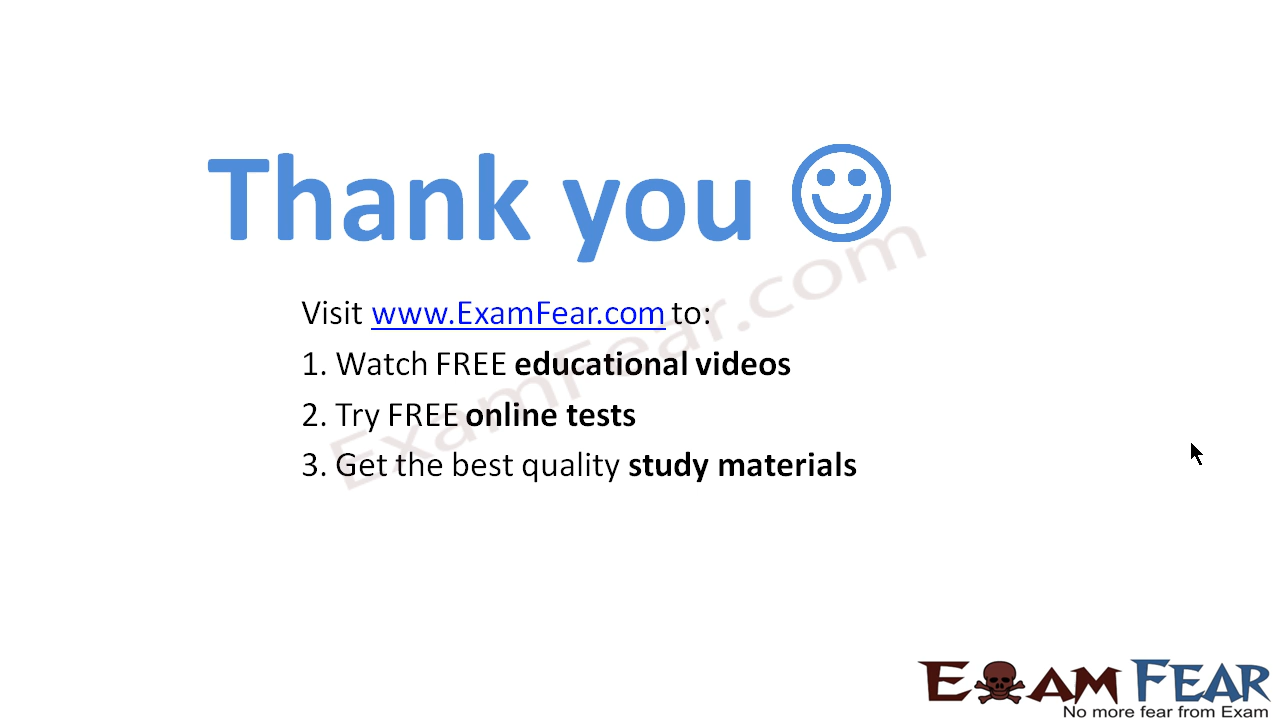 Thank you
Visit www.ExamFear.com to:
1. Watch FREE educational videos
2. Try FREE online tests
3. Get the best quality study materials
ExamFear.com
EXAM FEAR
No more fear from Exam